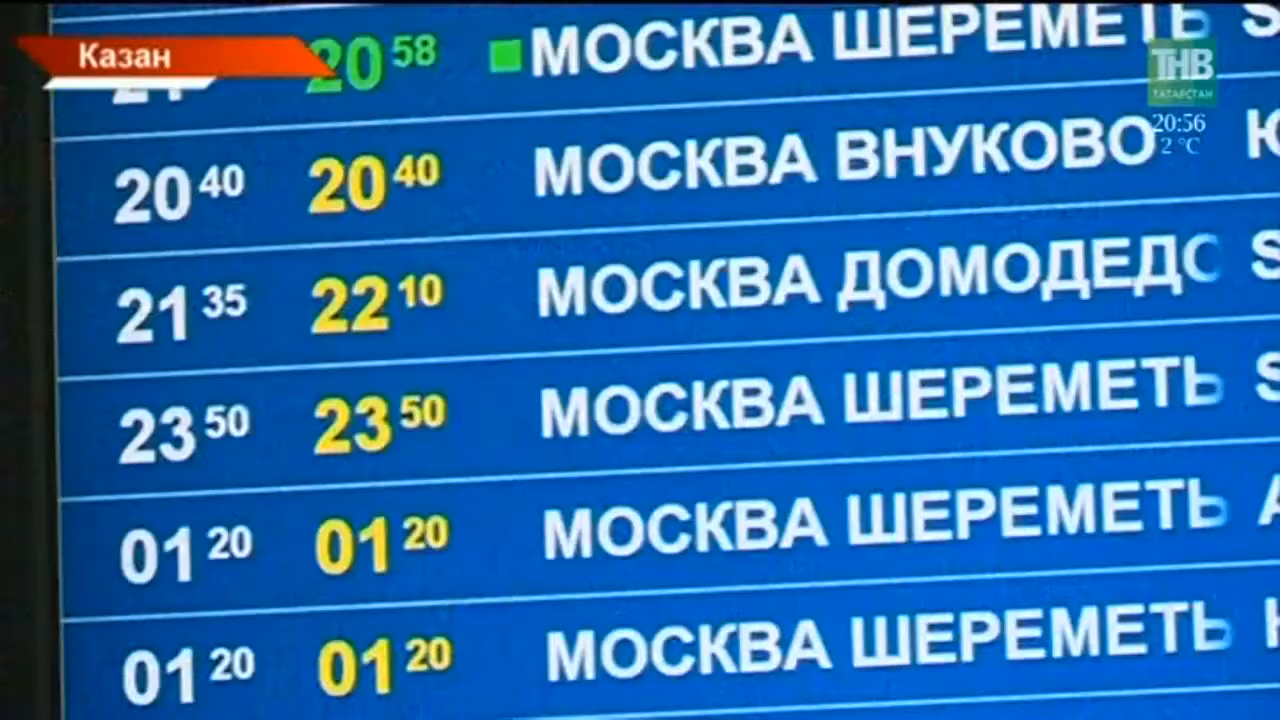 Казан
20 58 МОСКВА ШЕРЕМЕТЬ S
ТНВ
ТАТАРСТАН
20:56
2 °C
20 40 20 40 МОСКВА ВНУКОВО Ю
21 35 22 10 МОСКВА ДОМОДЕДО S
23 50 23 50 МОСКВА ШЕРЕМЕТЬ S
01 20 01 20 МОСКВА ШЕРЕМЕТЬ
01 20 01 20 МОСКВА ШЕРЕМЕТЬ